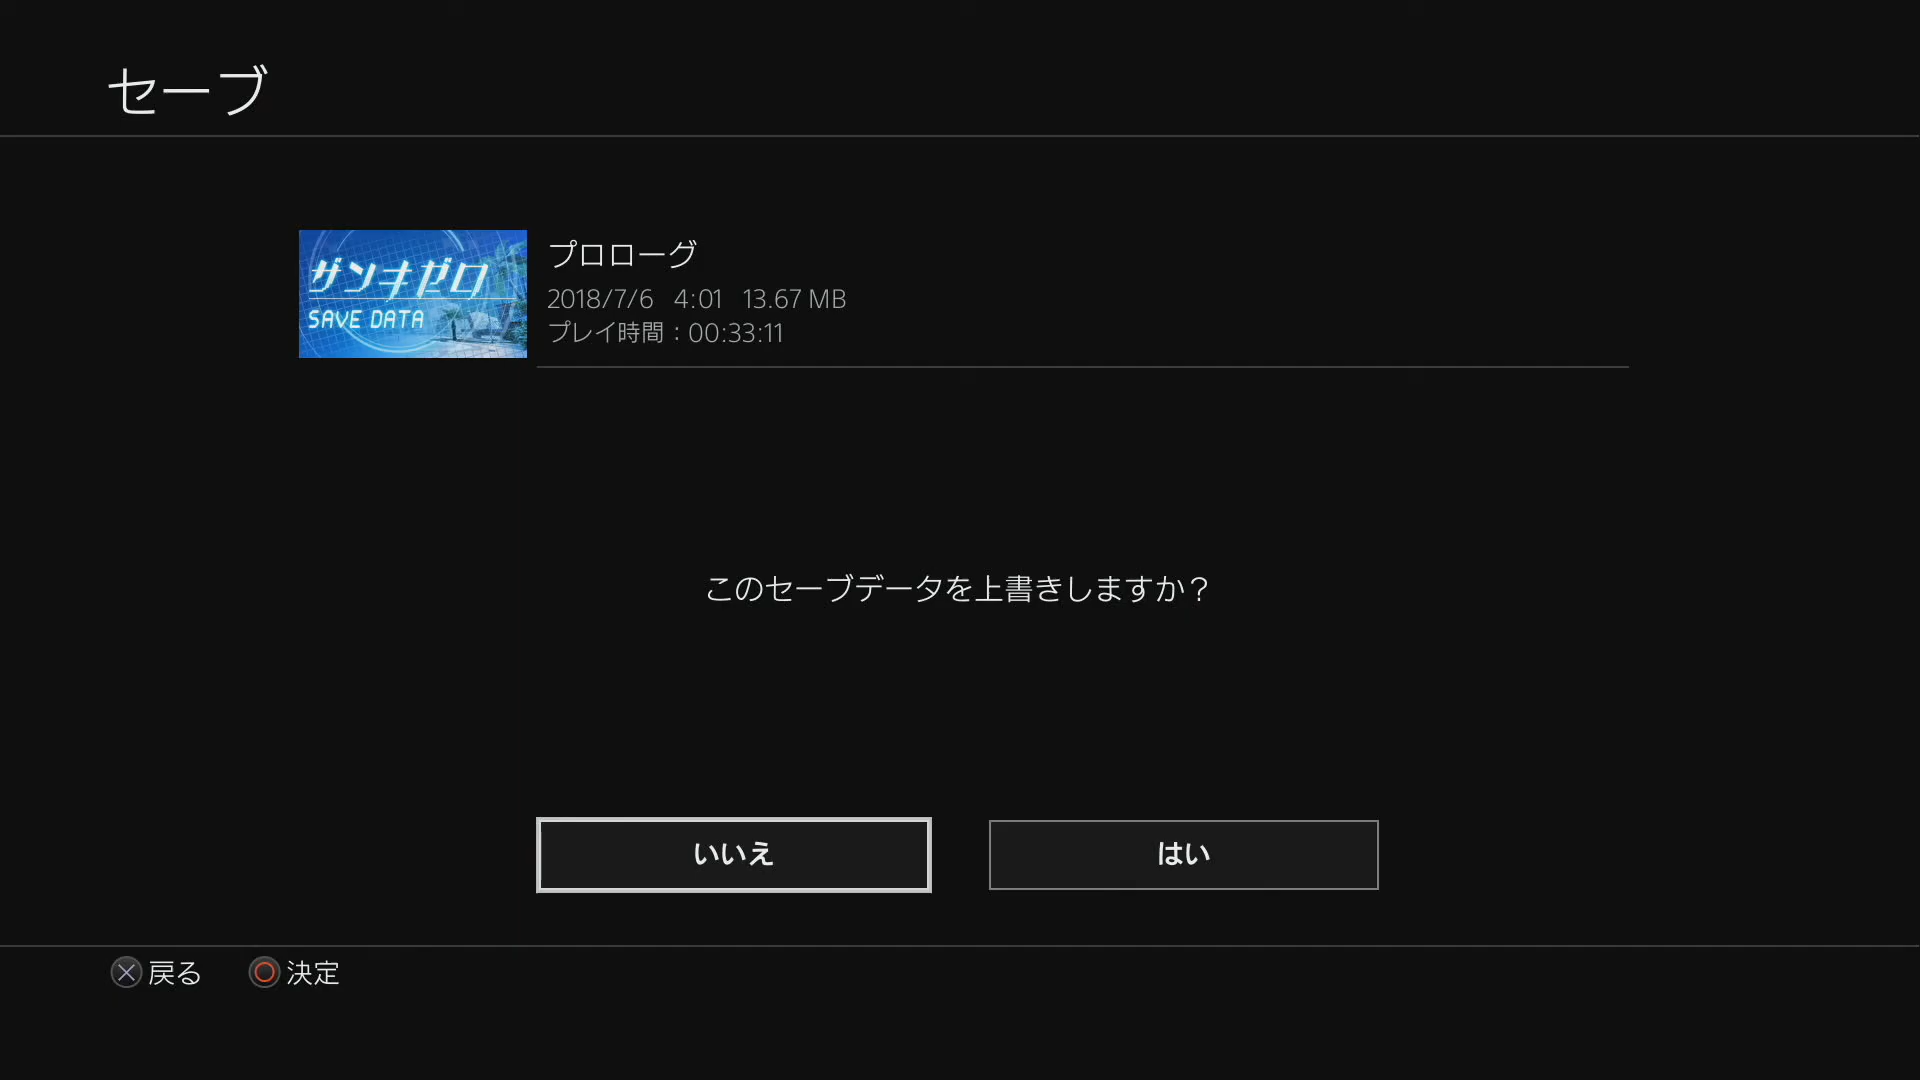 セーブ
ザンキゼロ
SAVE DATA
プロローグ
2018/7/6 4:01 13.67 MB
プレイ時間：00:33:11
このセーブデータを上書きしますか？
いいえ
はい
戻る 決定